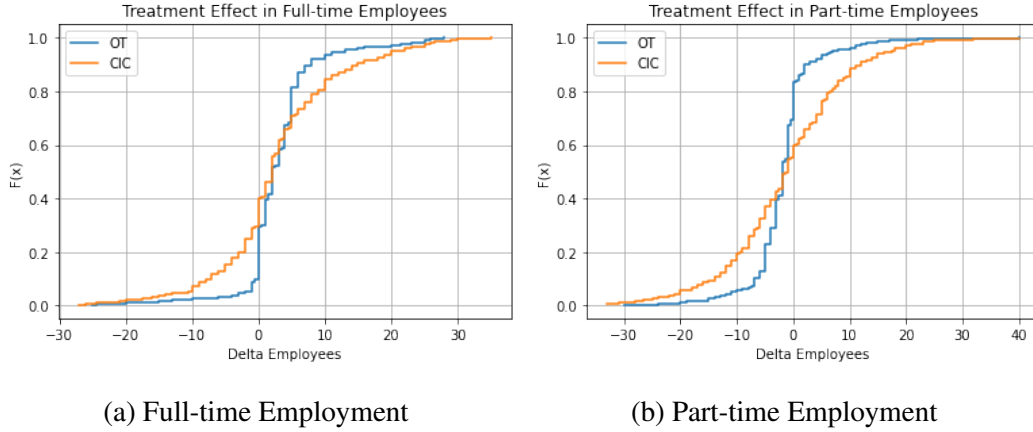 Treatment Effect in Full-time Employees
OT
CIC
1.0
0.8
0.6
0.4
0.2
0.0
F(x)
−30 −20 −10 0 10 20 30
Delta Employees
(a) Full-time Employment
Treatment Effect in Part-time Employees
OT
CIC
1.0
0.8
0.6
0.4
0.2
0.0
F(x)
−30 −20 −10 0 10 20 30 40
Delta Employees
(b) Part-time Employment